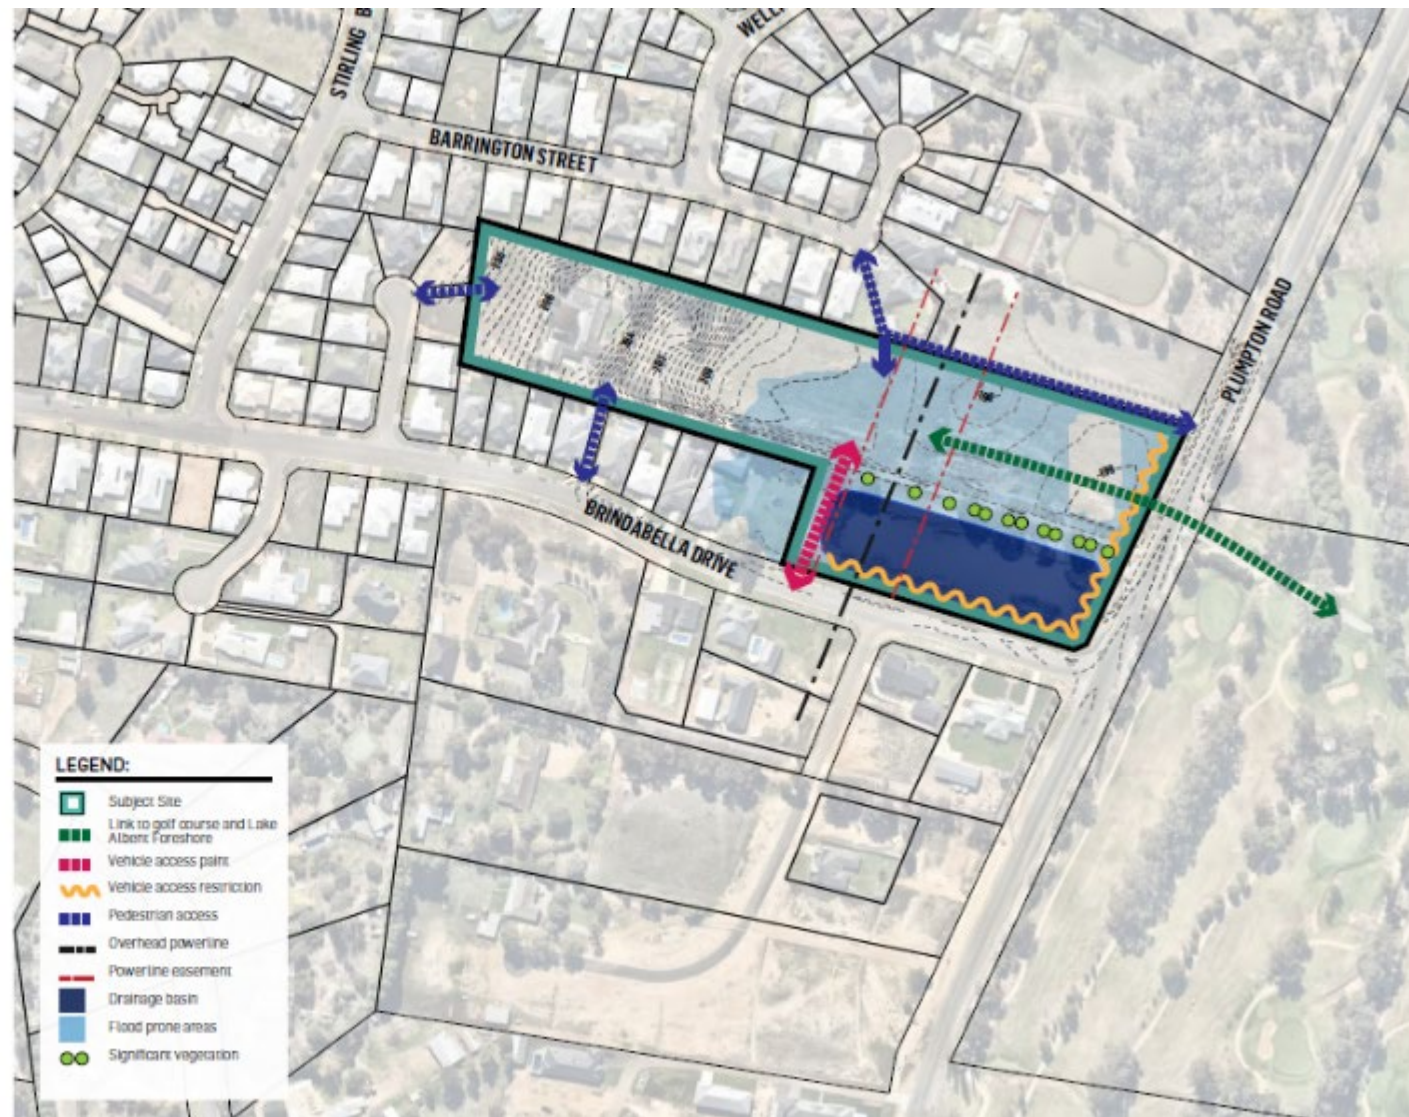 STIRLING B
WELL
BARRINGTON STREET
PLUMPTON ROAD
BRINDABELLA DRIVE
LEGEND:
Subject Site
Link to golf course and Lake
Albert Foreshore
Vehicle access point
Vehicle access restriction
Pedestrian access
Overhead powerline
Powerline easement
Drainage basin
Flood prone areas
Significant vegetation